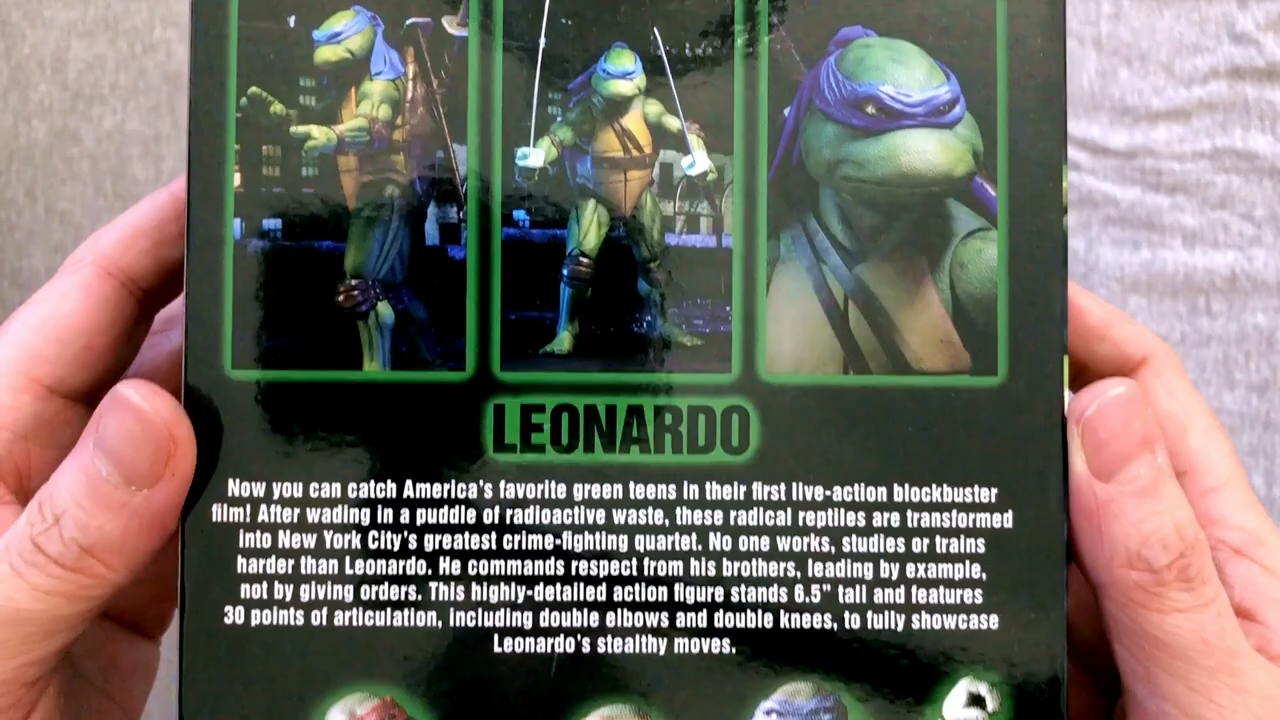 LEONARDO
Now you can catch America's favorite green teens in their first live-action blockbuster
film! After wading in a puddle of radioactive waste, these radical reptiles are transformed
into New York City's greatest crime-fighting quartet. No one works, studies or trains
harder than Leonardo. He commands respect from his brothers, leading by example,
not by giving orders. This highly-detailed action figure stands 6.5" tall and features
30 points of articulation, including double elbows and double knees, to fully showcase
Leonardo's stealthy moves.